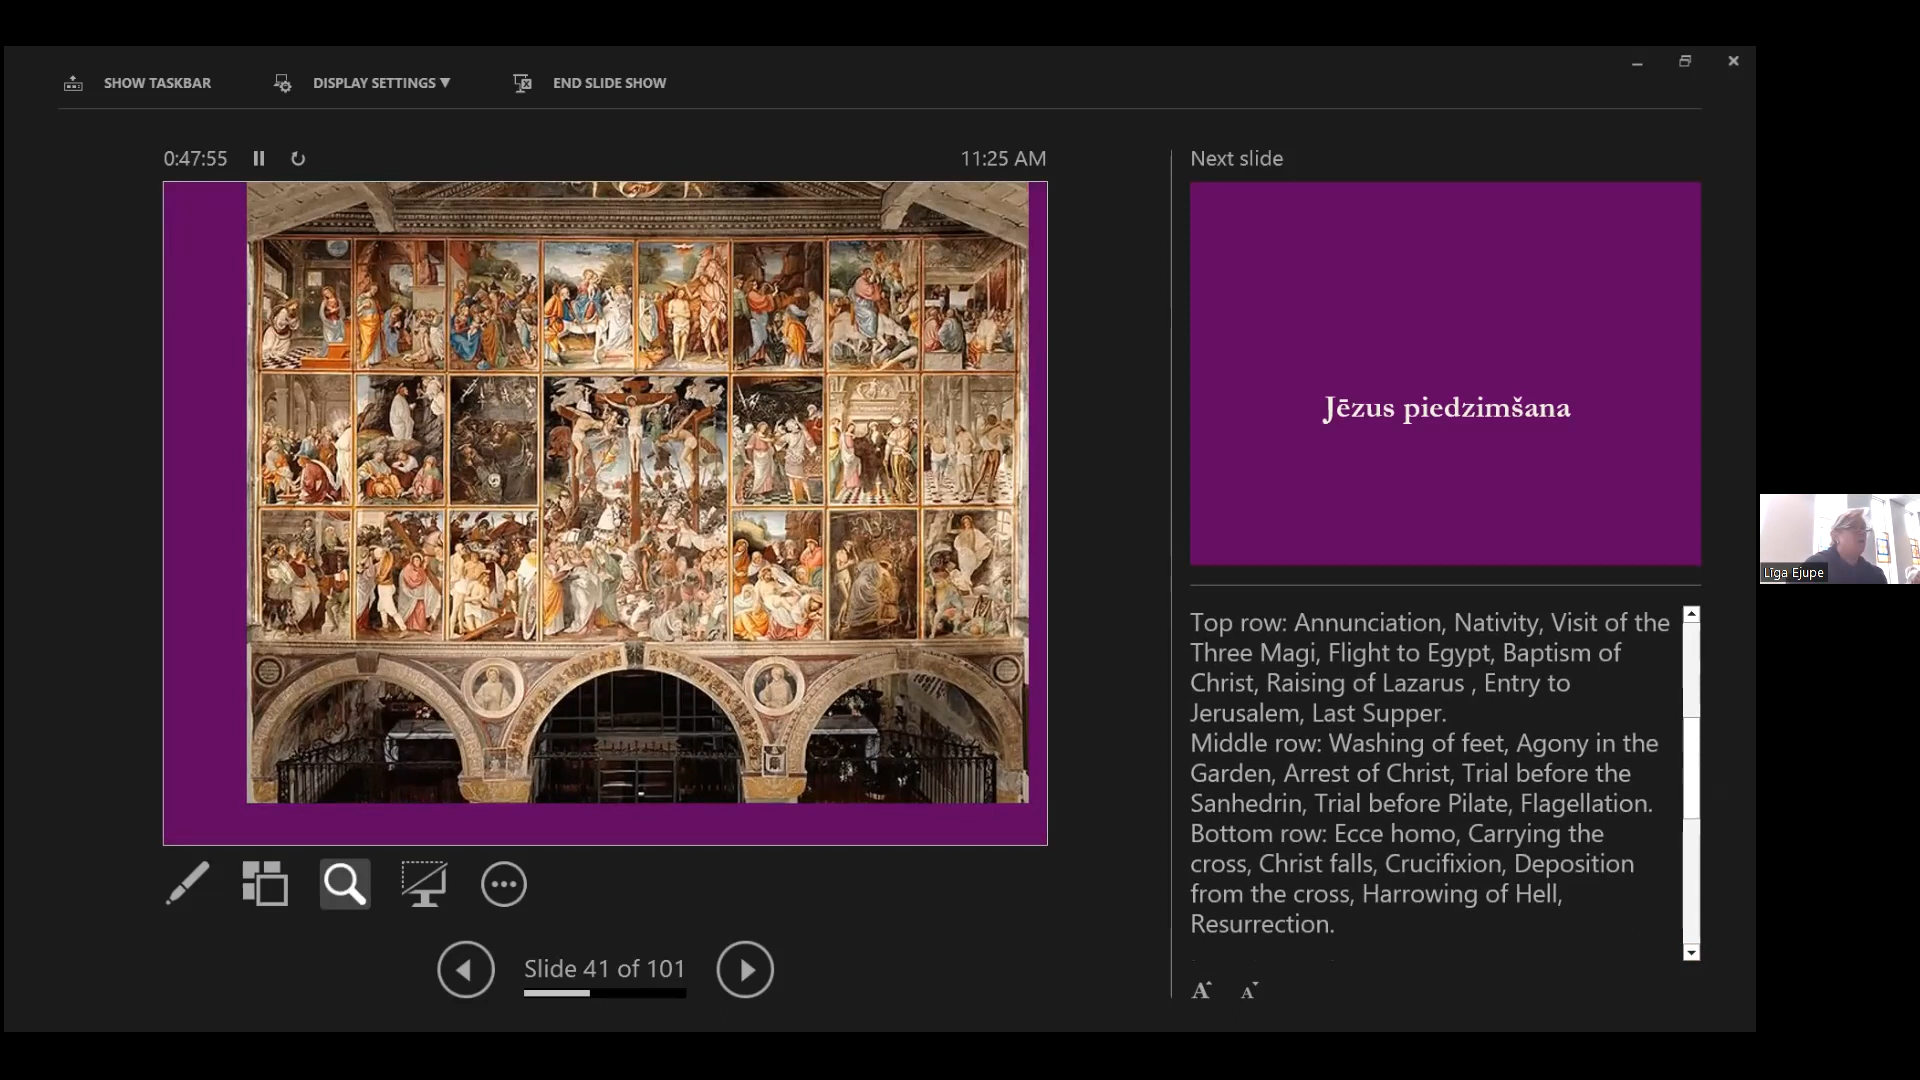 SHOW TASKBAR
DISPLAY SETTINGS ▼
END SLIDE SHOW
0:47:55
11:25 AM
Next slide
Jēzus piedzimšana
Līga Ejupe
Top row: Annunciation, Nativity, Visit of the
Three Magi, Flight to Egypt, Baptism of
Christ, Raising of Lazarus , Entry to
Jerusalem, Last Supper.
Middle row: Washing of feet, Agony in the
Garden, Arrest of Christ, Trial before the
Sanhedrin, Trial before Pilate, Flagellation.
Bottom row: Ecce homo, Carrying the
cross, Christ falls, Crucifixion, Deposition
from the cross, Harrowing of Hell,
Resurrection.
Slide 41 of 101
A A